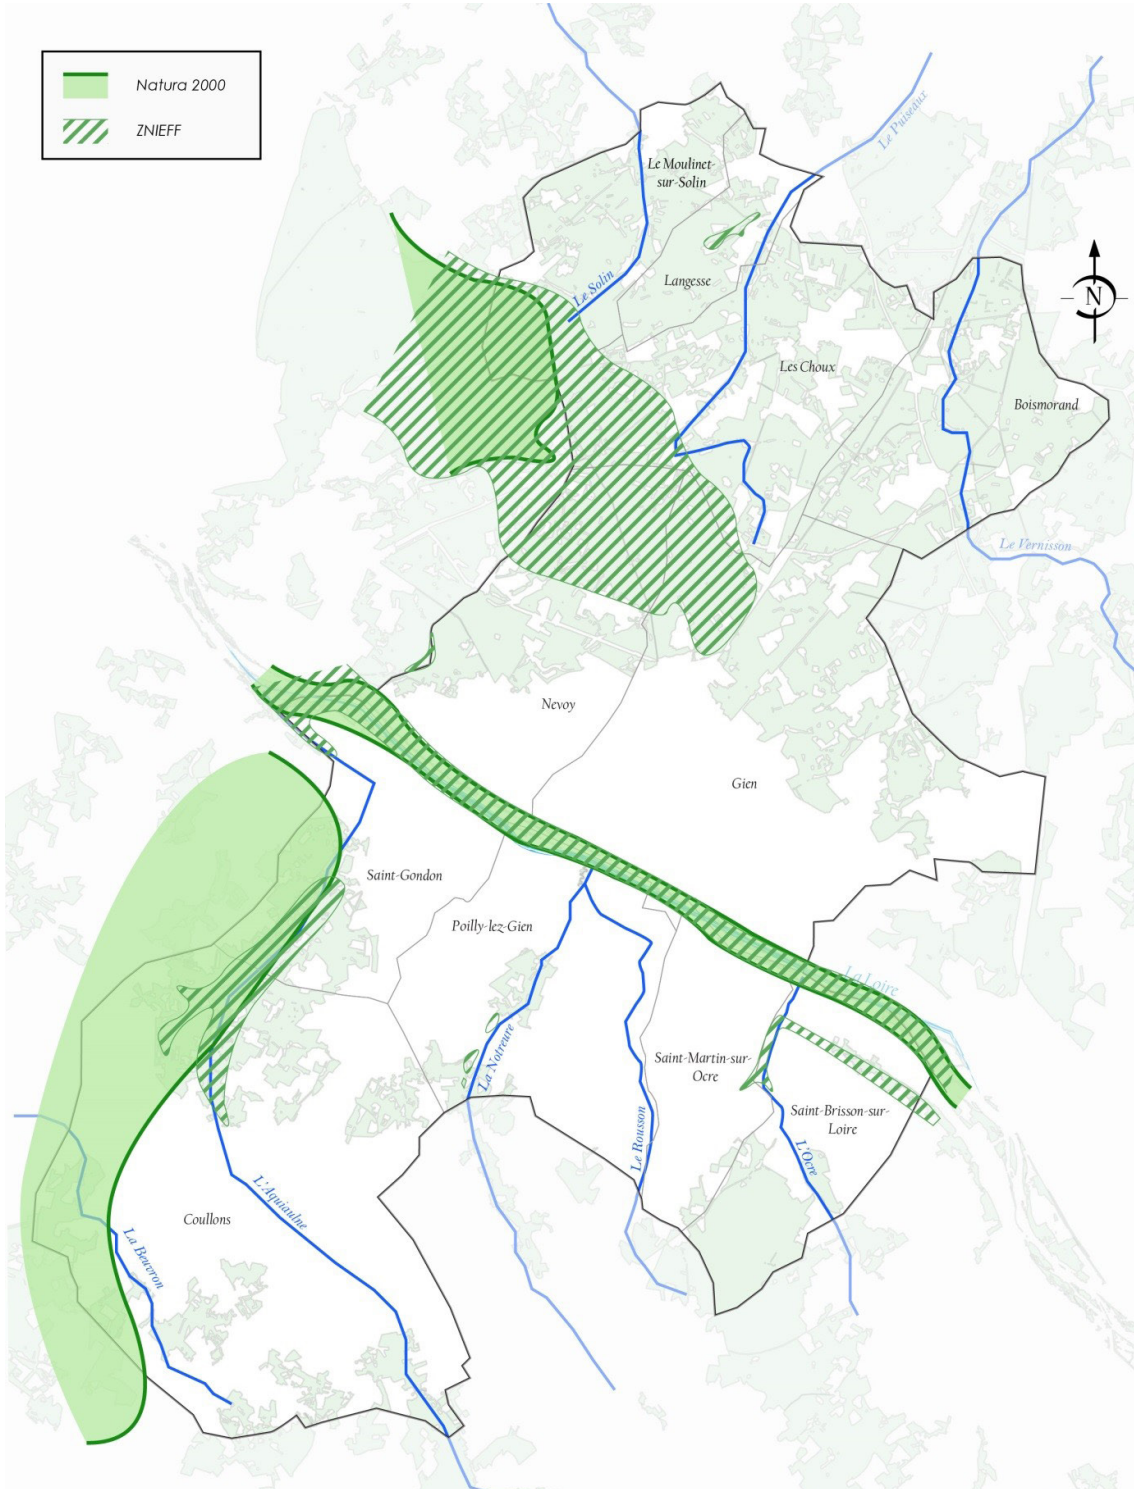 Natura 2000
ZNIEFF
Le Puiseaux
Le Moulinet-
sur-Solin
Langesse
Le Solin
N
Les Choux
Boismorand
Le Vernisson
Nevoy
Gien
Saint-Gondon
Poilly-lez-Gien
La Loire
La Notreure
Saint-Martin-sur-
Ocre
Saint-Brisson-sur-
Loire
Le Rousson
L'Ocre
L'Aquiaulne
Coullons
La Beuvron